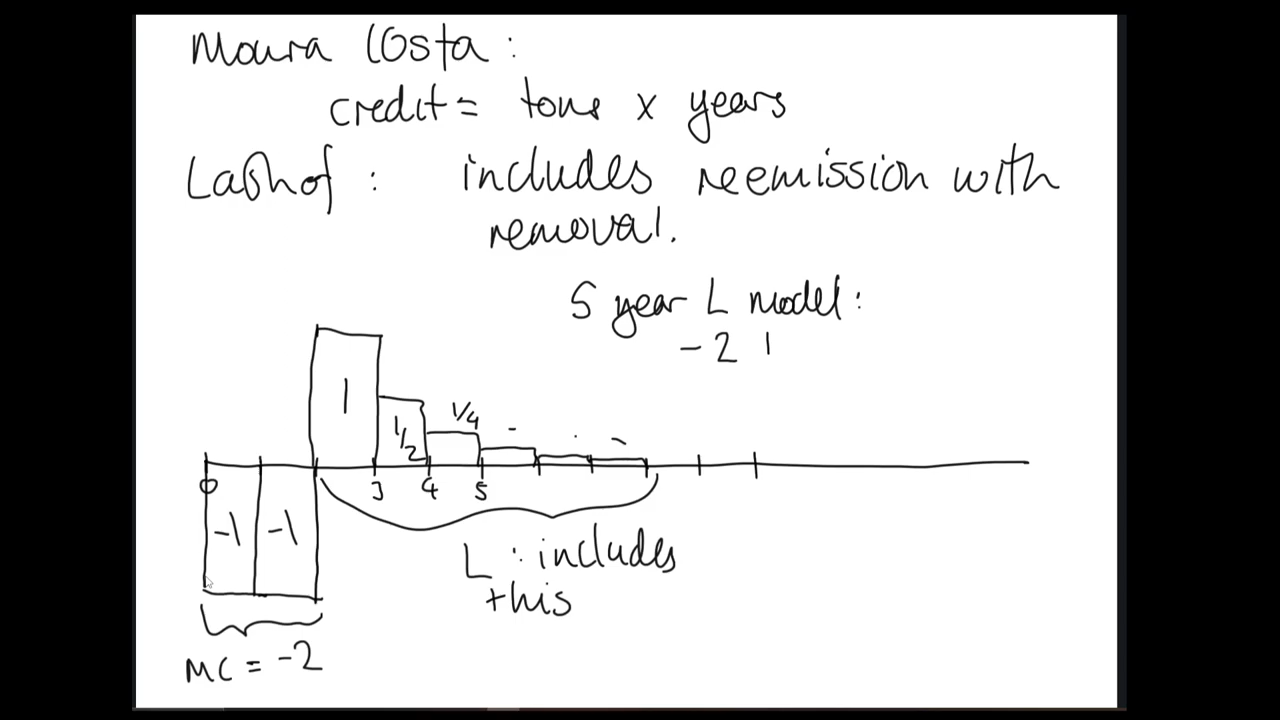 Moura Costa:
credit = tons x years
Lashof: includes reemission with
removal.
5 year L model:
-2 1
1
1/2
1/4
0
3 4 5
-1 -1
L: includes
this
MC = -2